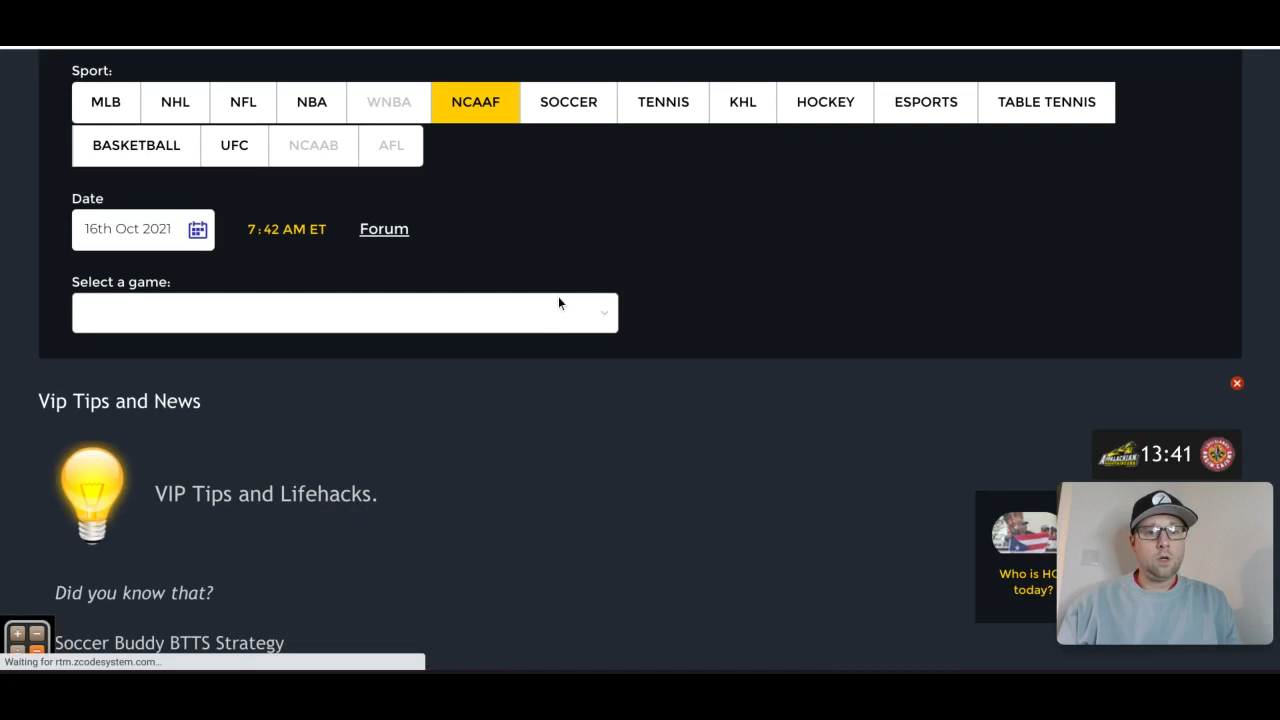 Sport:
MLB NHL NFL NBA WNBA NCAAF SOCCER TENNIS KHL HOCKEY ESPORTS TABLE TENNIS
BASKETBALL UFC NCAAB AFL
Date
16th Oct 2021 7:42 AM ET Forum
Select a game:
Vip Tips and News
13:41
VIP Tips and Lifehacks.
Who is HO
today?
Did you know that?
Soccer Buddy BTTS Strategy
Waiting for rtm.zcodesystem.com...